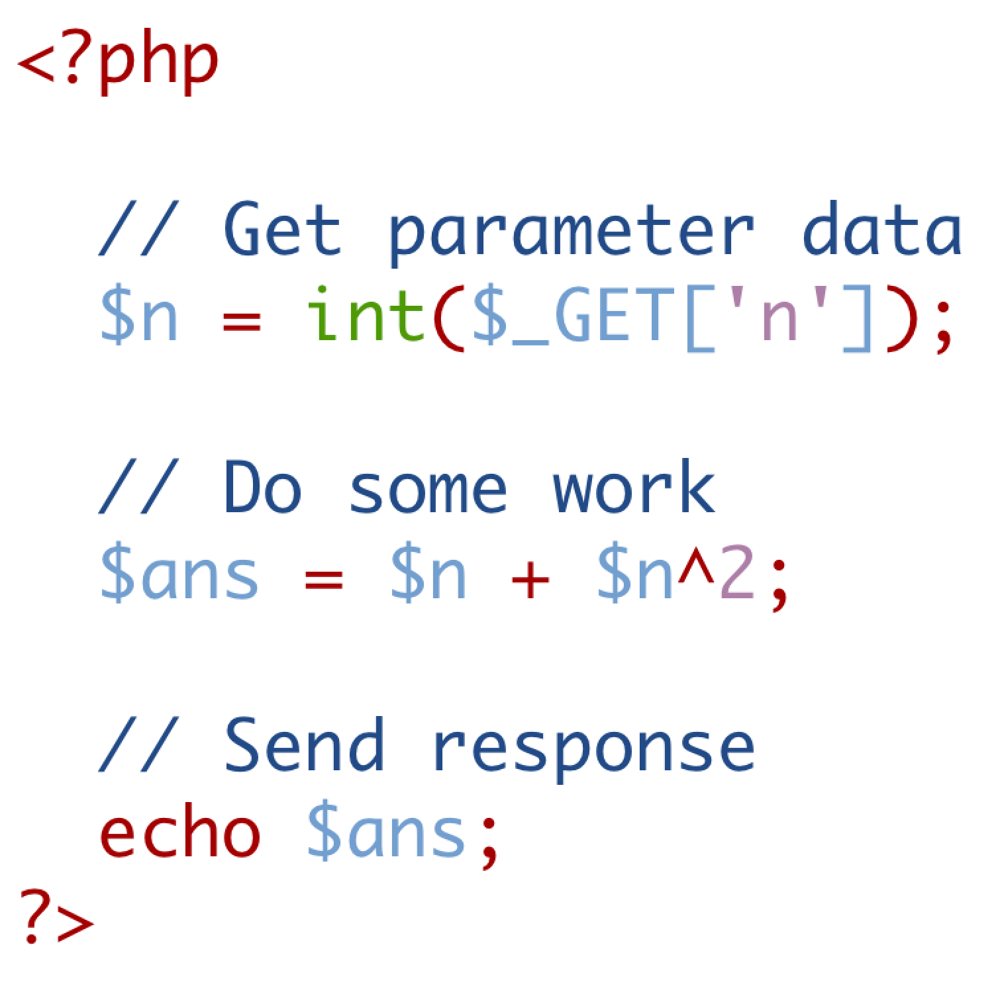 <?php
// Get parameter data
$n = int($_GET['n']);
// Do some work
$ans = $n + $n^2;
// Send response
echo $ans;
?>